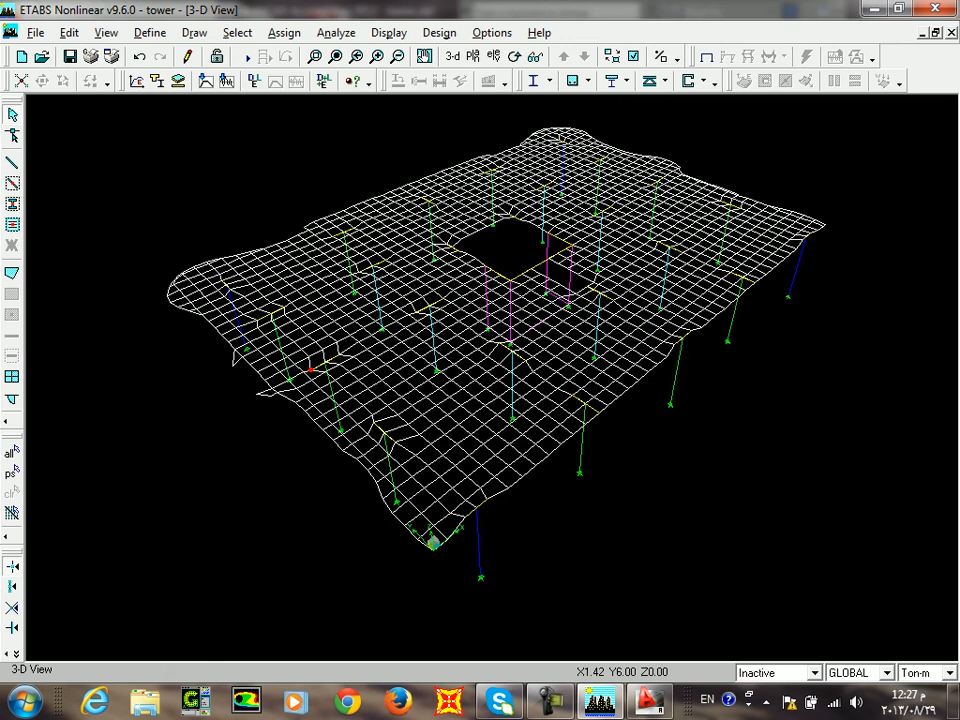 ETABS Nonlinear v9.6.0 - tower - [3-D View]
File Edit View Define Draw Select Assign Analyze Display Design Options Help
3-d
all
ps
clr
3-D View
X1.42 Y6.00 Z0.00
Inactive
GLOBAL
Ton-m
EN
12:27 م
٢٠١٣/٠٨/٢٩